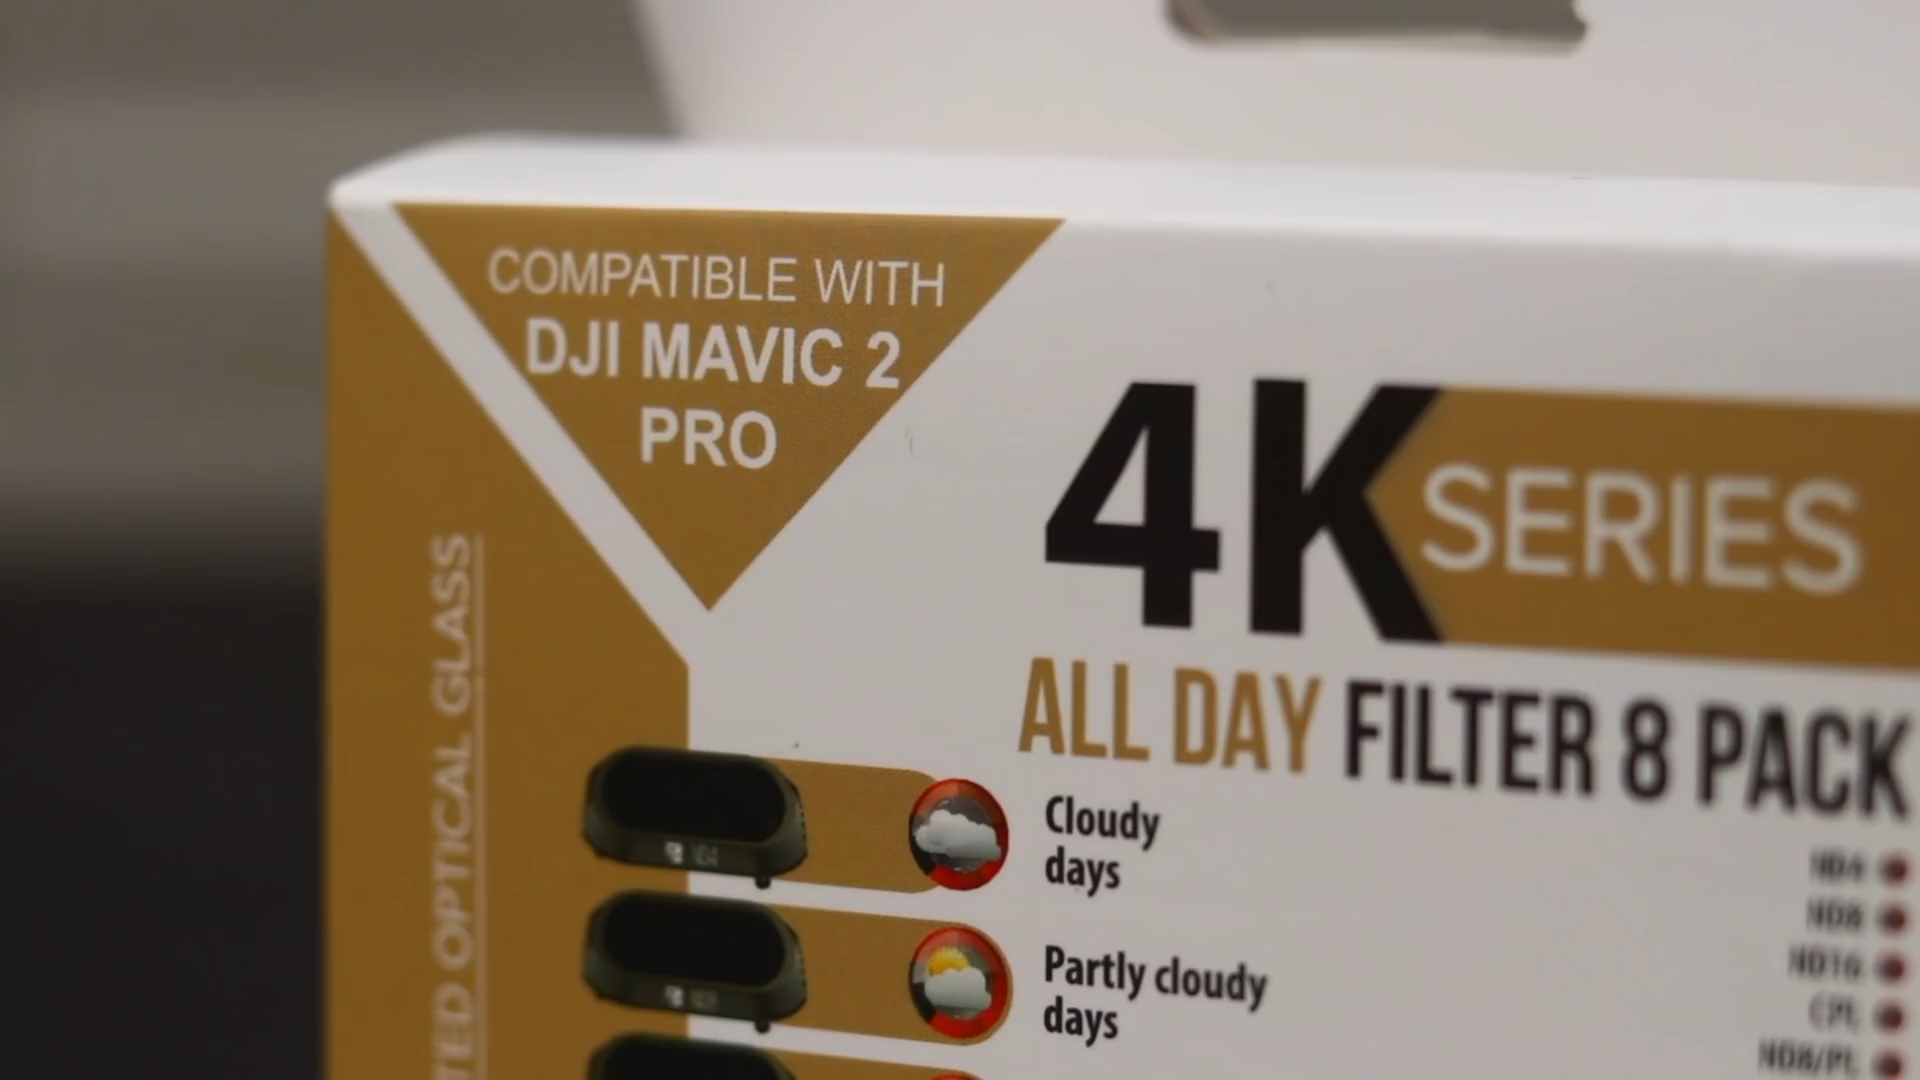 COMPATIBLE WITH
DJI MAVIC 2
PRO
4K SERIES
ALL DAY FILTER 8 PACK
Cloudy
days
Partly cloudy
days
ND4
ND8
ND16
CPL
ND8/PL
OPTICAL GLASS